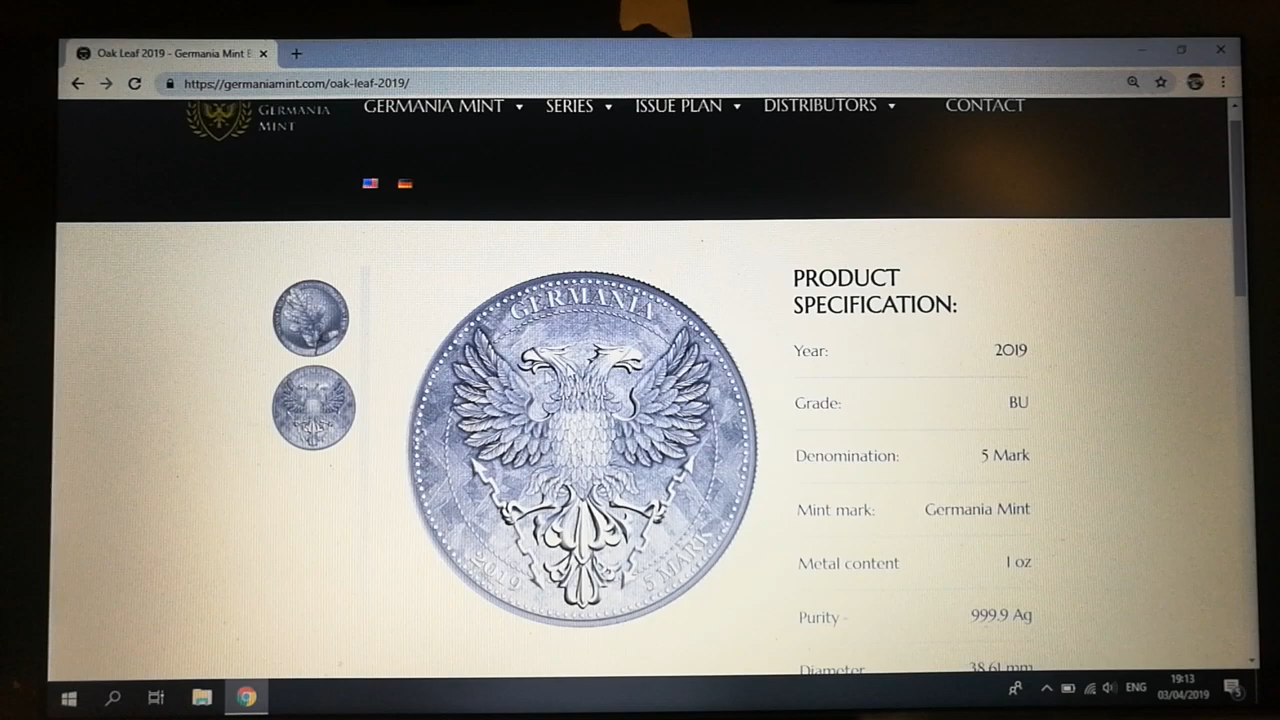 Oak Leaf 2019 - Germania Mint E
https://germaniamint.com/oak-leaf-2019/
GERMANIA
MINT
GERMANIA MINT
SERIES
ISSUE PLAN
DISTRIBUTORS
CONTACT
GERMANIA
2019
5 MARK
PRODUCT
SPECIFICATION:
Year: 2019
Grade: BU
Denomination: 5 Mark
Mint mark: Germania Mint
Metal content 1 oz
Purity - 999.9 Ag
Diameter 38.61 mm
ENG
19:13
03/04/2019
5